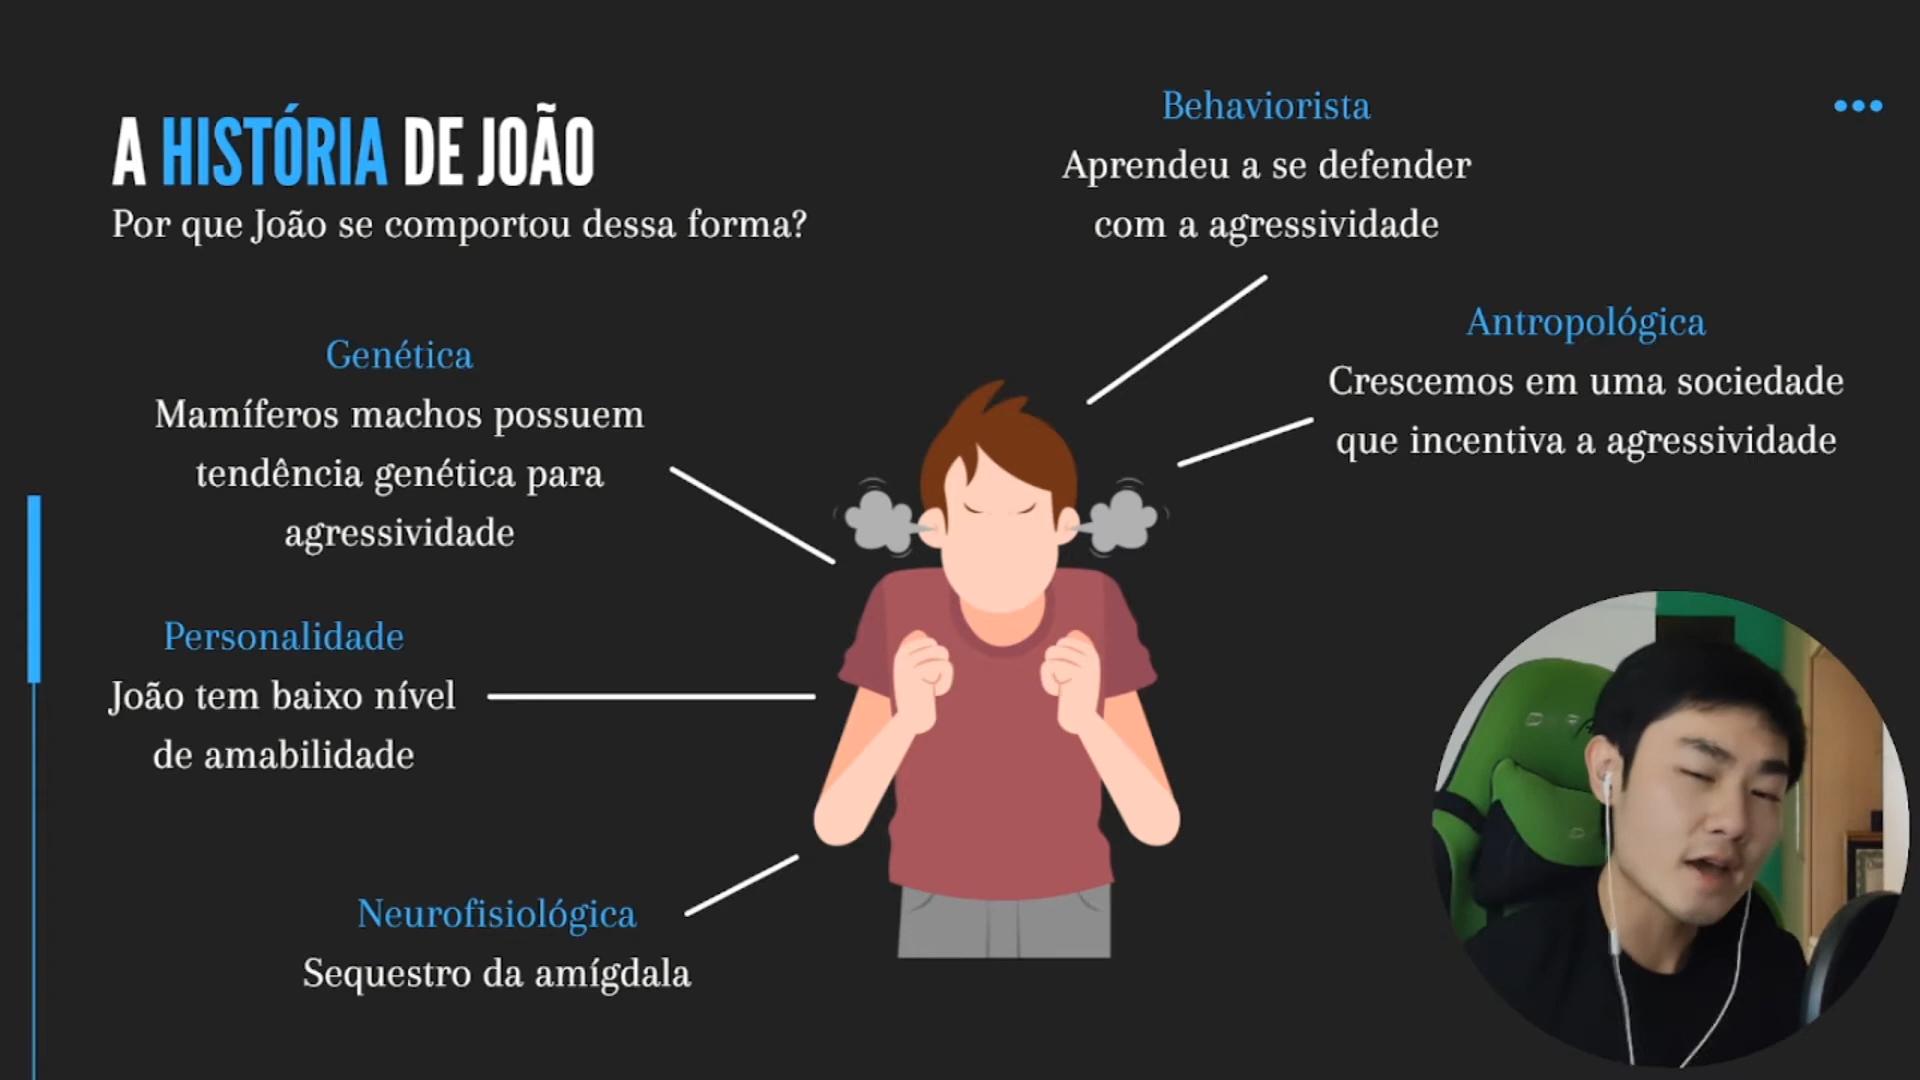 A HISTÓRIA DE JOÃO
Por que João se comportou dessa forma?
Behaviorista
Aprendeu a se defender
com a agressividade
Antropológica
Crescemos em uma sociedade
que incentiva a agressividade
Genética
Mamíferos machos possuem
tendência genética para
agressividade
Personalidade
João tem baixo nível
de amabilidade
Neurofisiológica
Sequestro da amígdala